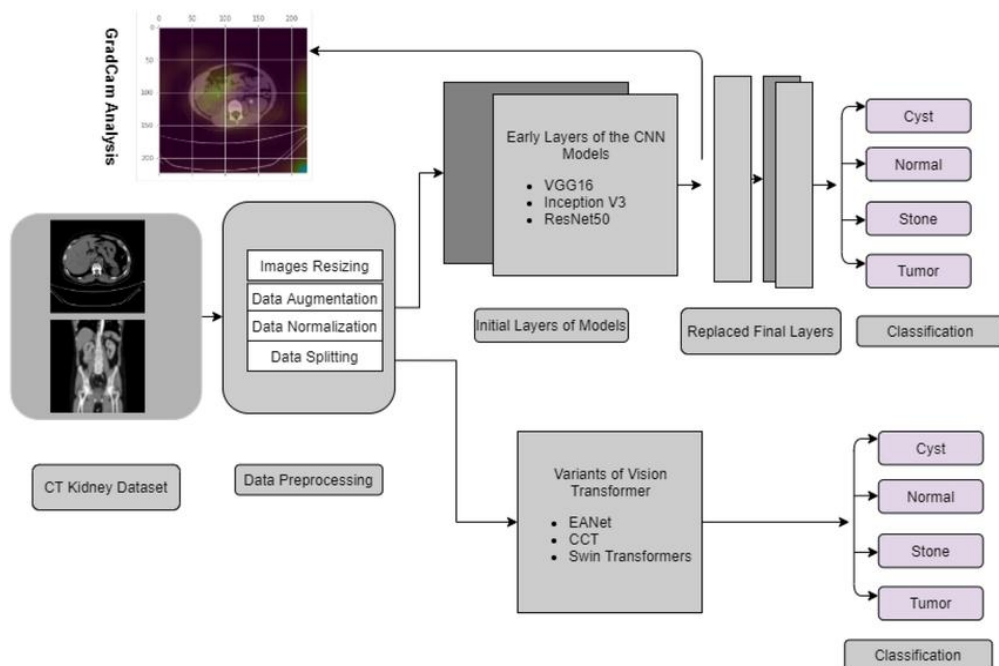 GradCam Analysis
0
50
100
150
200
0
50
100
150
200
CT Kidney Dataset
Images Resizing
Data Augmentation
Data Normalization
Data Splitting
Data Preprocessing
Early Layers of the CNN
Models
• VGG16
• Inception V3
• ResNet50
Initial Layers of Models
Replaced Final Layers
Cyst
Normal
Stone
Tumor
Classification
Variants of Vision
Transformer
• EANet
• CCT
• Swin Transformers
Cyst
Normal
Stone
Tumor
Classification